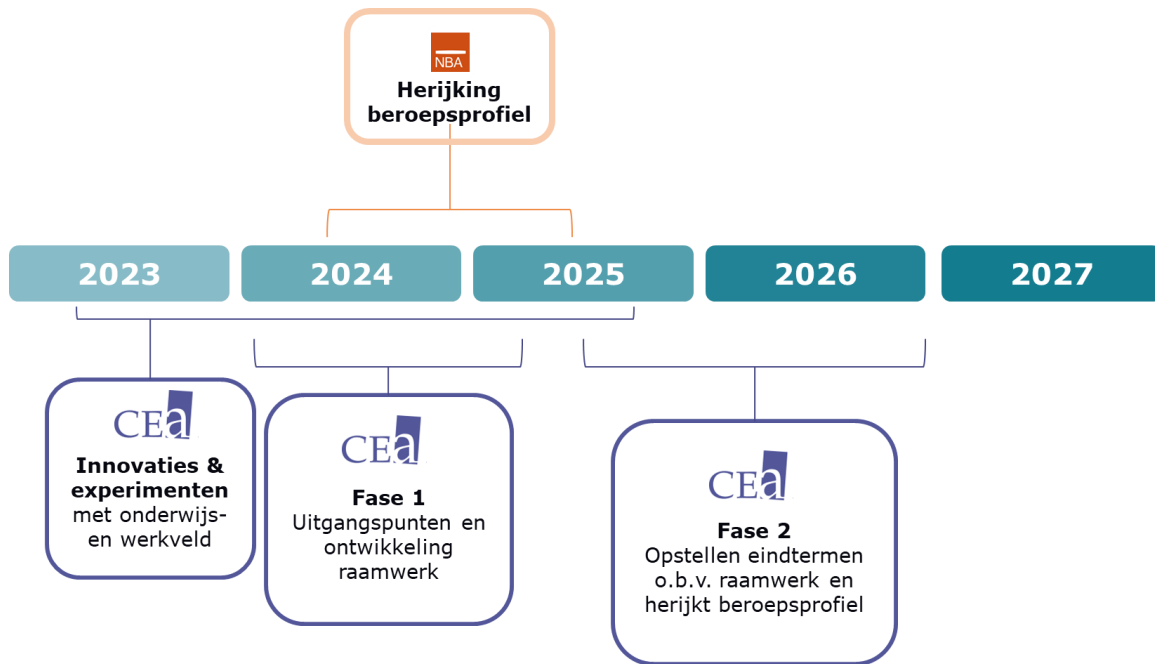 NBA
Herijking
beroepsprofiel
2023
2024
2025
2026
2027
CEa
Innovaties &
experimenten
met onderwijs-
en werkveld
CEa
Fase 1
Uitgangspunten en
ontwikkeling
raamwerk
CEa
Fase 2
Opstellen eindtermen
o.b.v. raamwerk en
herijkt beroepsprofiel